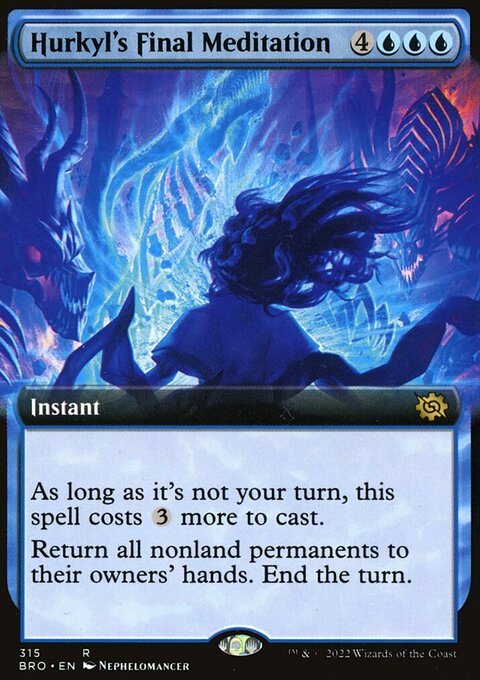 Hurkyl's Final Meditation 4
Instant
As long as it's not your turn, this
spell costs 3 more to cast.
Return all nonland permanents to
their owners' hands. End the turn.
315 R
BRO • EN Nephelomancer
™ & © 2022 Wizards of the Coast